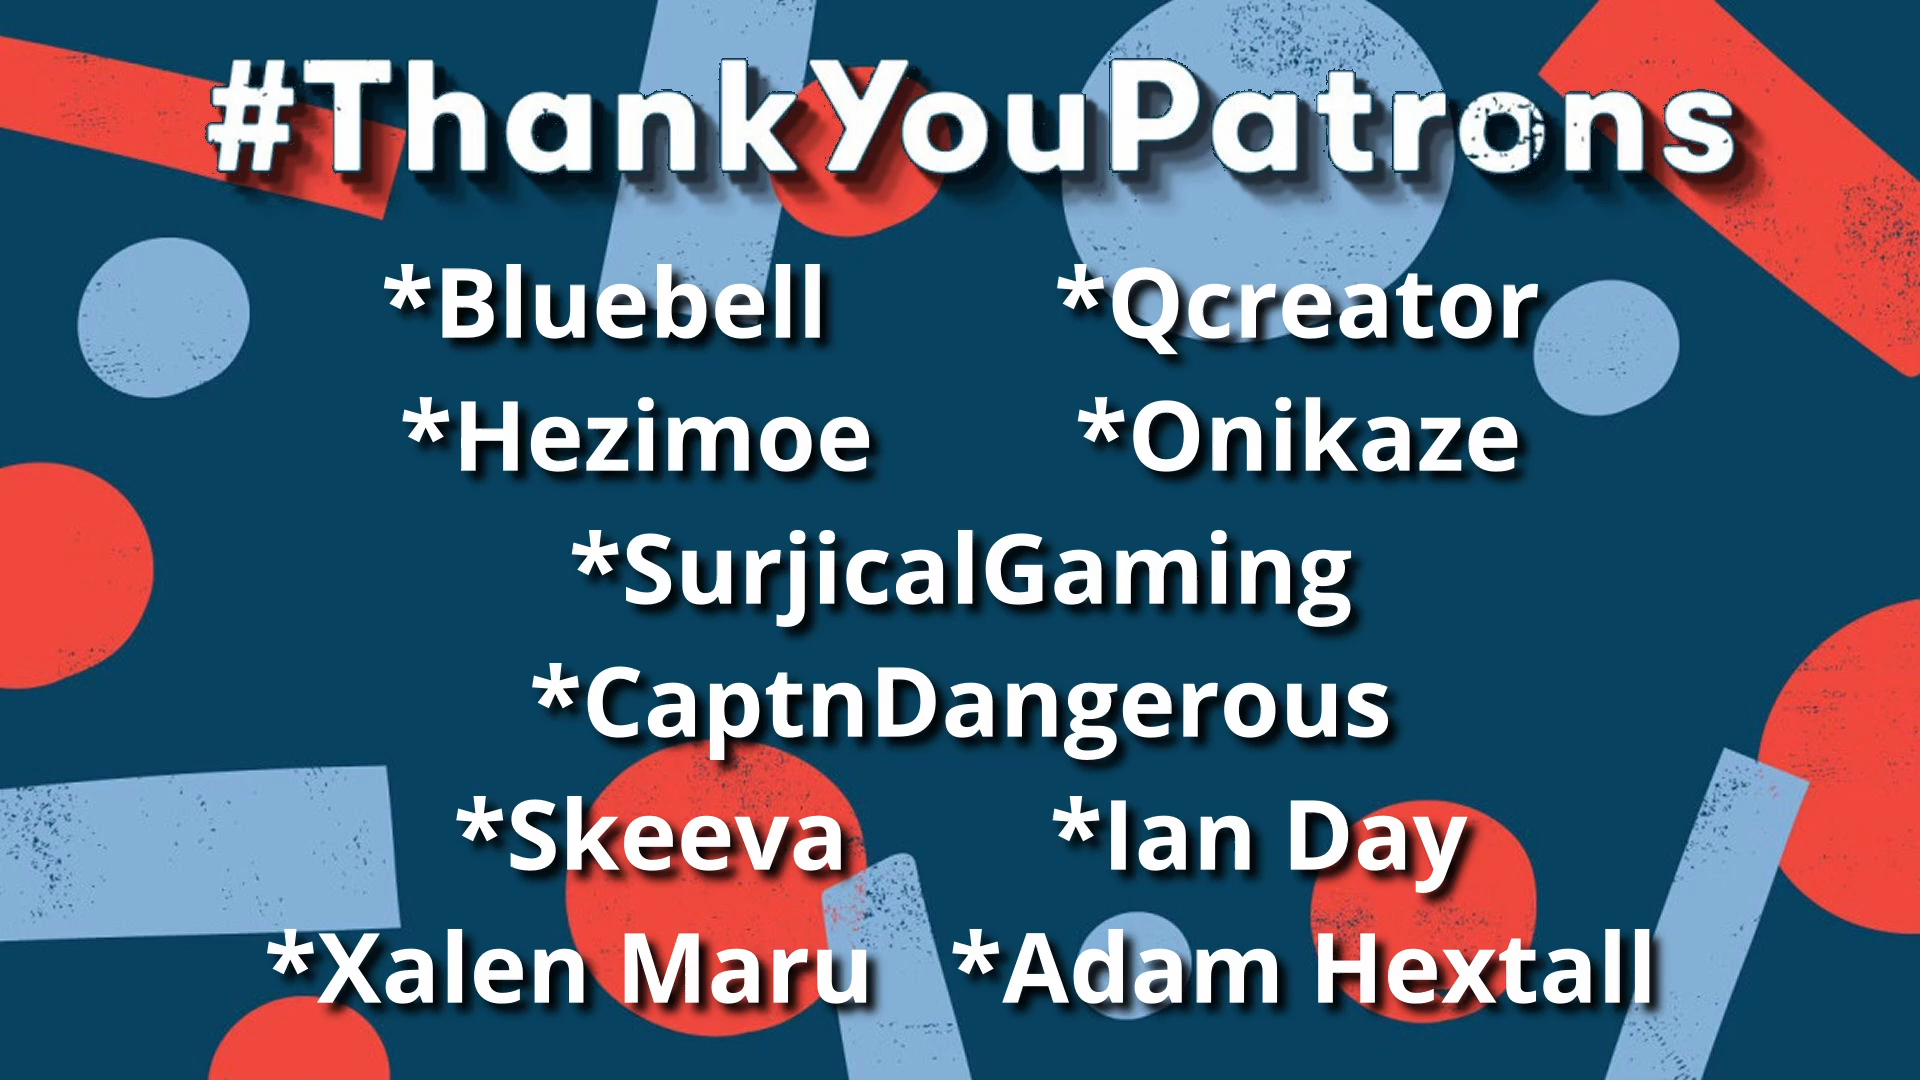 #ThankYouPatrons
*Bluebell *Qcreator
*Hezimoe *Onikaze
*SurjicalGaming
*CaptnDangerous
*Skeeva *Ian Day
*Xalen Maru *Adam Hextall